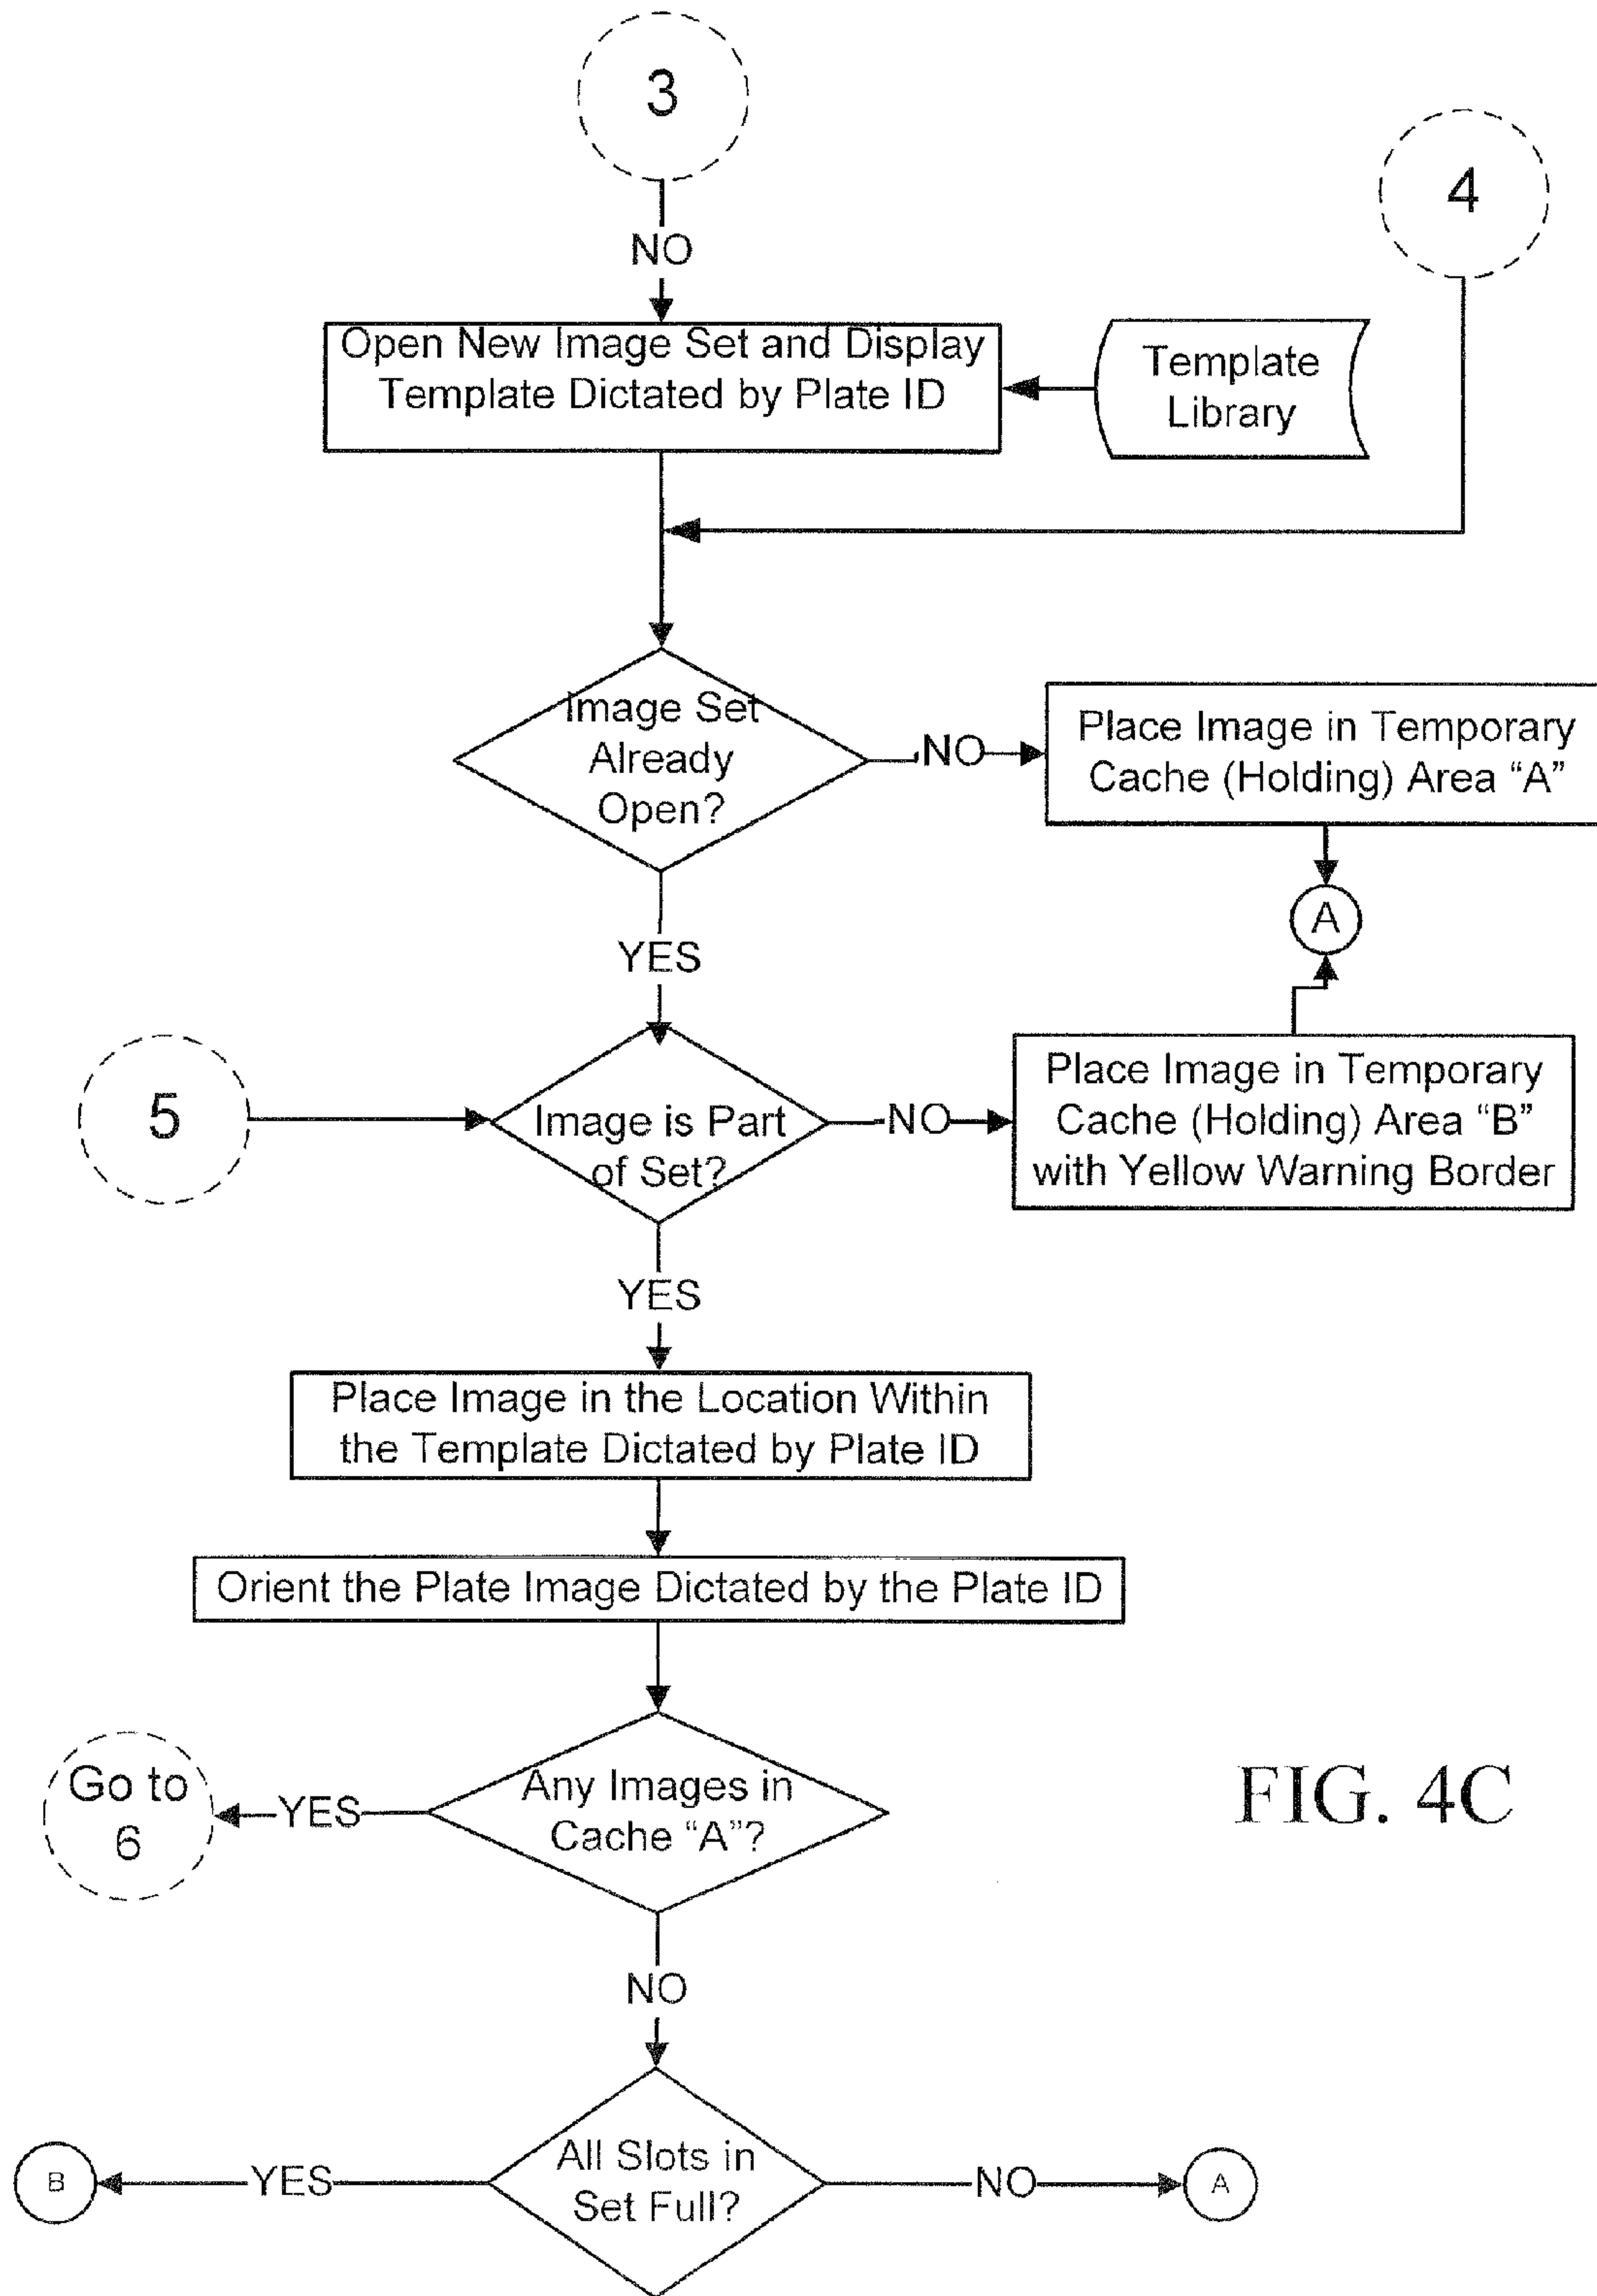 3
4
NO
Open New Image Set and Display
Template Dictated by Plate ID
Template
Library
Image Set
Already
Open?
NO
Place Image in Temporary
Cache (Holding) Area “A”
A
YES
5
Image is Part
of Set?
NO
Place Image in Temporary
Cache (Holding) Area “B”
with Yellow Warning Border
YES
Place Image in the Location Within
the Template Dictated by Plate ID
Orient the Plate Image Dictated by the Plate ID
Go to
6
YES
Any Images in
Cache “A”?
FIG. 4C
NO
B
YES
All Slots in
Set Full?
NO
A